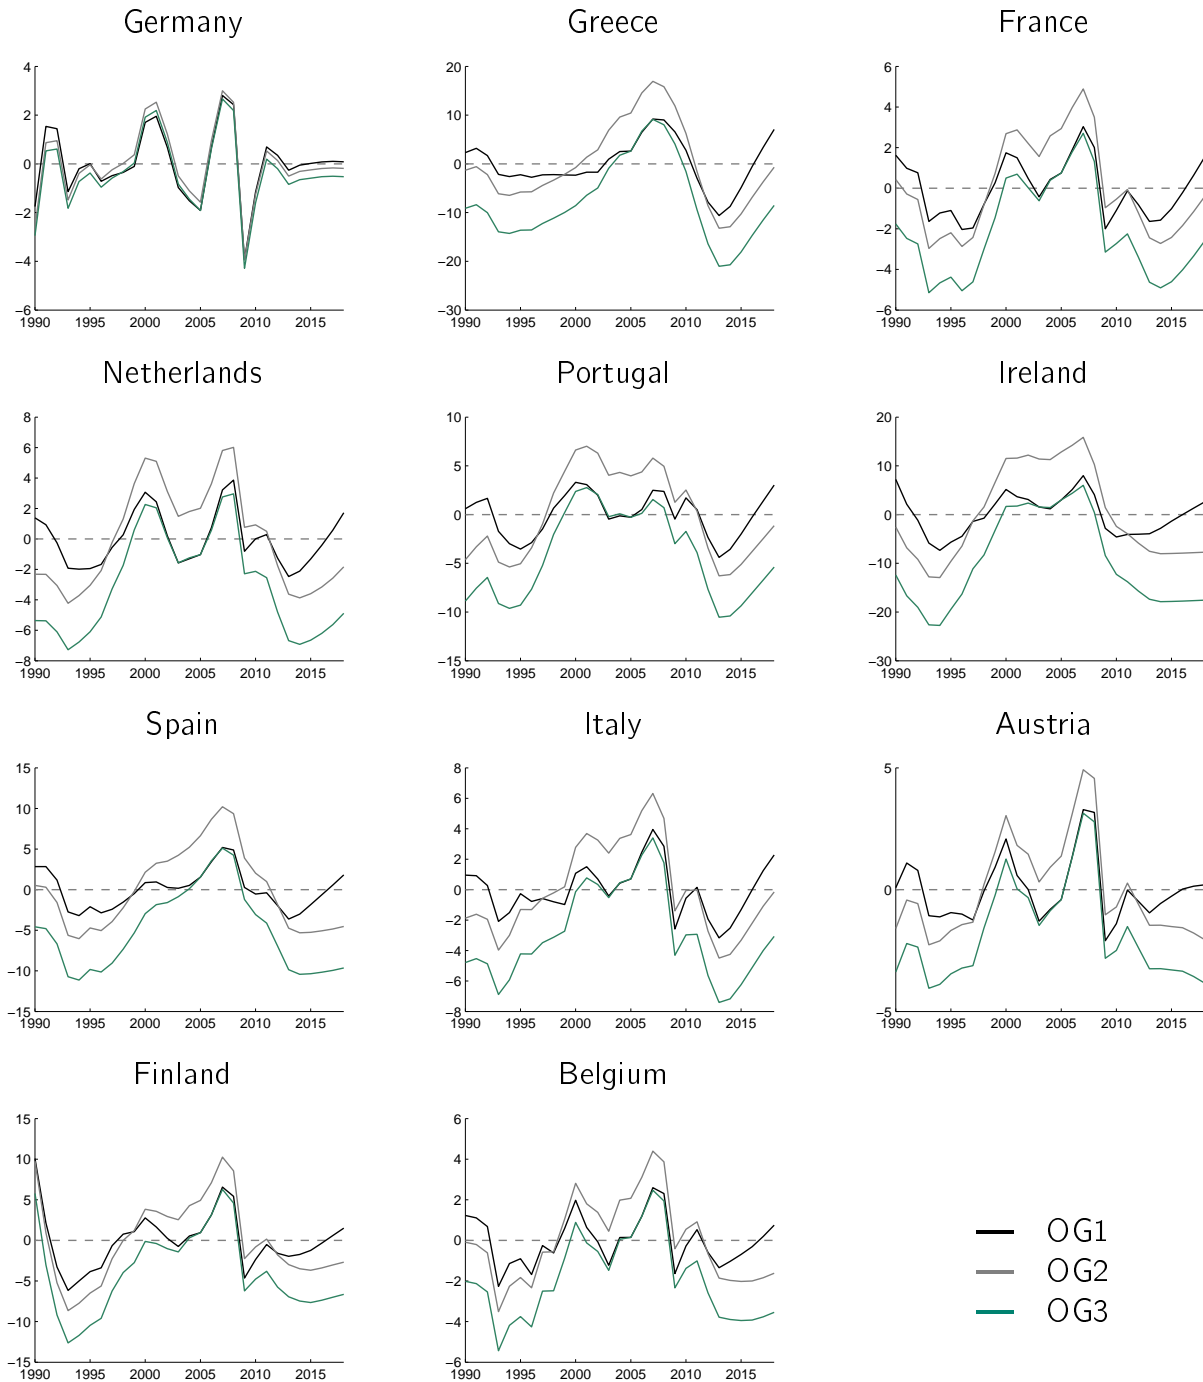 Germany Greece France
4 20 6
2 10 4
0 0 2
−2 −10 0
−4 −20 −2
−6 −30 −4
−6
1990 1995 2000 2005 2010 2015 1990 1995 2000 2005 2010 2015 1990 1995 2000 2005 2010 2015
Netherlands Portugal Ireland
8 10 20
6 5 10
4 0 0
2 −5 −10
0 −10 −20
−2 −15 −30
−4
−6
−8
1990 1995 2000 2005 2010 2015 1990 1995 2000 2005 2010 2015 1990 1995 2000 2005 2010 2015
Spain Italy Austria
15 8 5
10 6 0
5 4 −5
0 2
−5 0
−10 −2
−15 −4
−6
−8
1990 1995 2000 2005 2010 2015 1990 1995 2000 2005 2010 2015 1990 1995 2000 2005 2010 2015
Finland Belgium
15 6
10 4
5 2
0 0
−5 −2
−10 −4
−15 −6
1990 1995 2000 2005 2010 2015 1990 1995 2000 2005 2010 2015
OG1
OG2
OG3